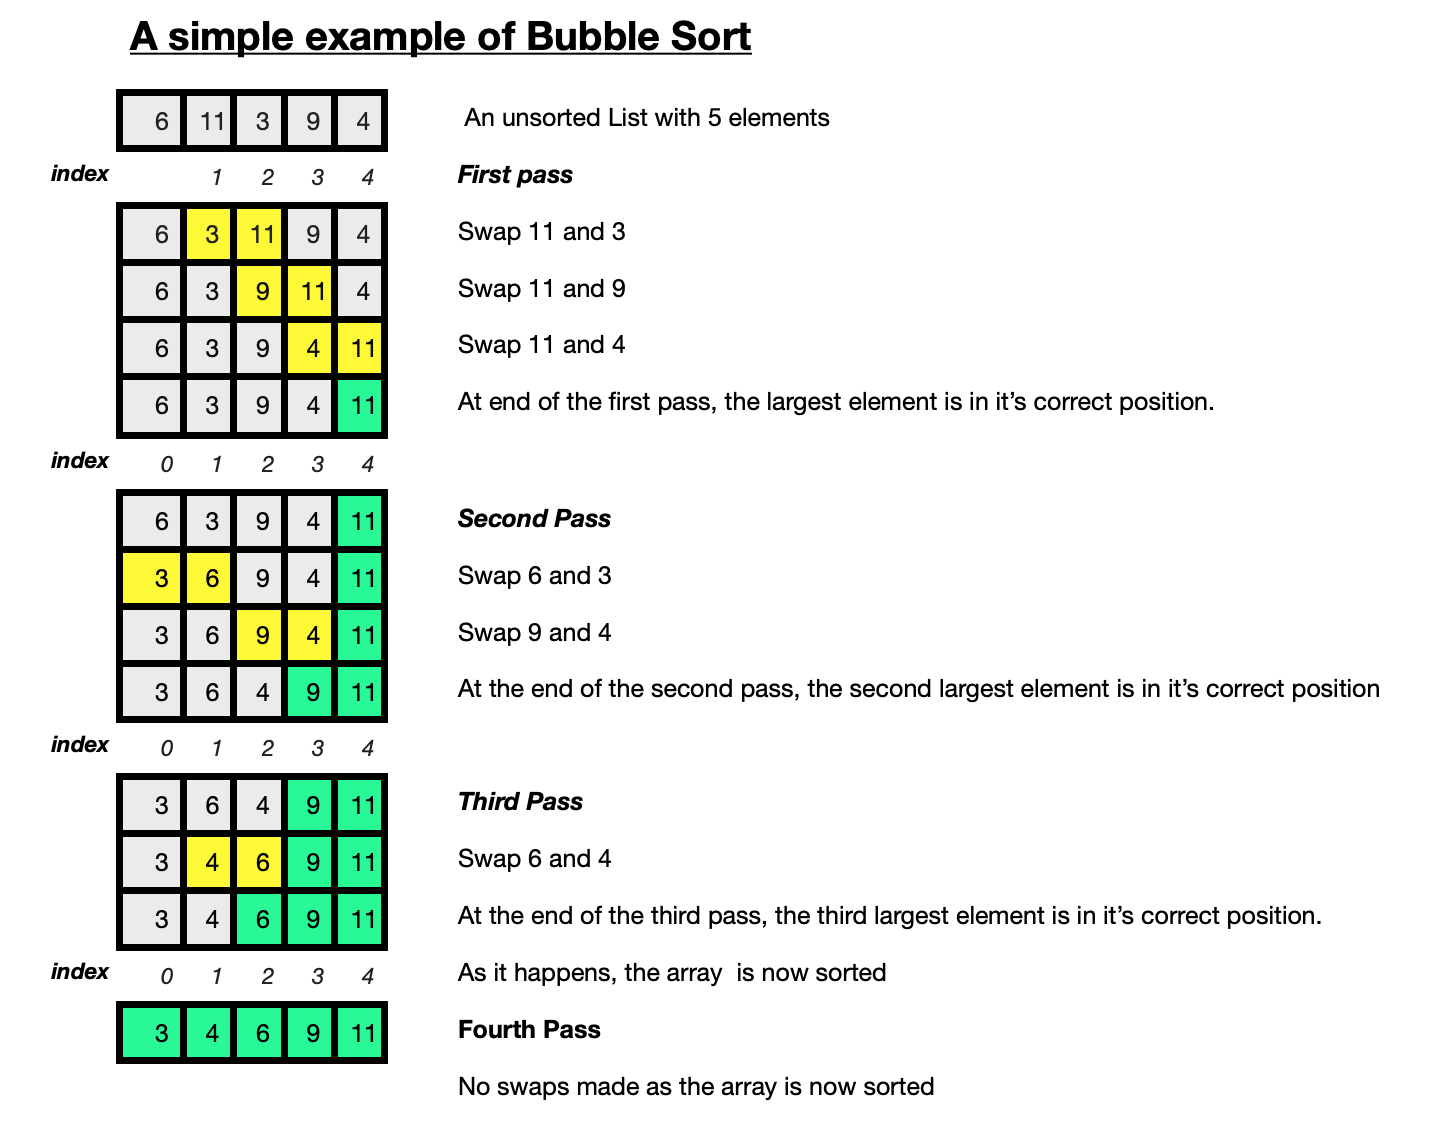 A simple example of Bubble Sort
6 11 3 9 4 An unsorted List with 5 elements
index 1 2 3 4 First pass
6 3 11 9 4 Swap 11 and 3
6 3 9 11 4 Swap 11 and 9
6 3 9 4 11 Swap 11 and 4
6 3 9 4 11 At end of the first pass, the largest element is in it’s correct position.
index 0 1 2 3 4
6 3 9 4 11 Second Pass
3 6 9 4 11 Swap 6 and 3
3 6 9 4 11 Swap 9 and 4
3 6 4 9 11 At the end of the second pass, the second largest element is in it’s correct position
index 0 1 2 3 4
3 6 4 9 11 Third Pass
3 4 6 9 11 Swap 6 and 4
3 4 6 9 11 At the end of the third pass, the third largest element is in it’s correct position.
index 0 1 2 3 4 As it happens, the array  is now sorted
3 4 6 9 11 Fourth Pass
No swaps made as the array is now sorted